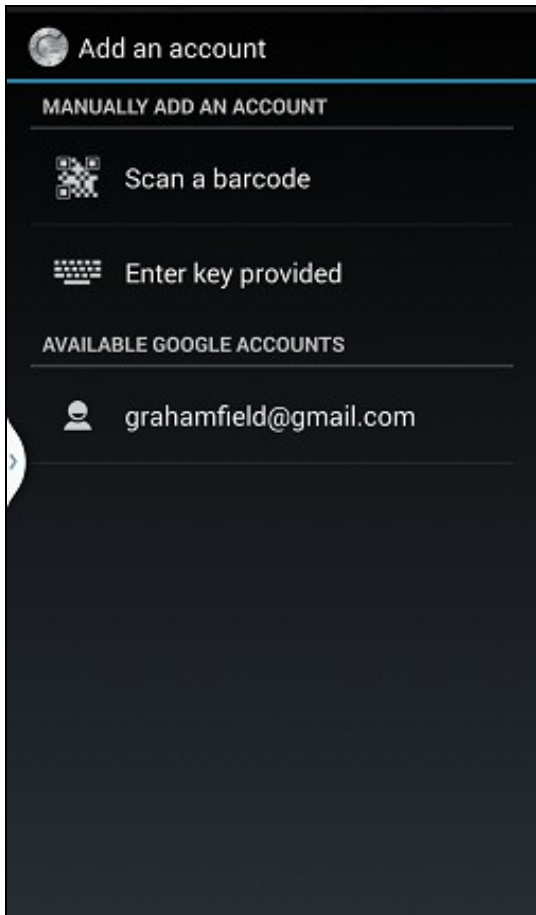 Add an account
MANUALLY ADD AN ACCOUNT
Scan a barcode
Enter key provided
AVAILABLE GOOGLE ACCOUNTS
grahamfield@gmail.com